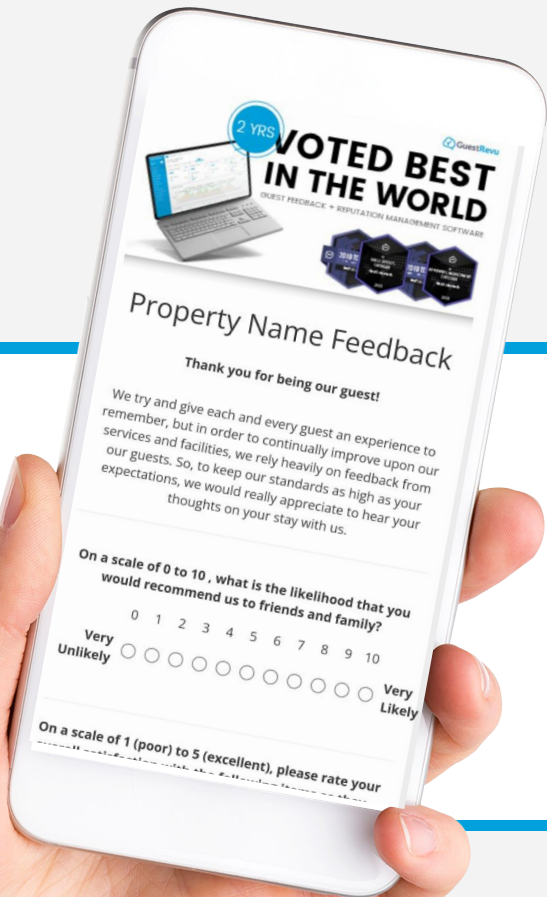 2 YRS
GuestRevu
VOTED BEST
IN THE WORLD
GUEST FEEDBACK + REPUTATION MANAGEMENT SOFTWARE
Property Name Feedback
Thank you for being our guest!
We try and give each and every guest an experience to
remember, but in order to continually improve upon our
services and facilities, we rely heavily on feedback from
our guests. So, to keep our standards as high as your
expectations, we would really appreciate to hear your
thoughts on your stay with us.
On a scale of 0 to 10 , what is the likelihood that you
would recommend us to friends and family?
0 1 2 3 4 5 6 7 8 9 10
Very
Unlikely
Very
Likely
On a scale of 1 (poor) to 5 (excellent), please rate your